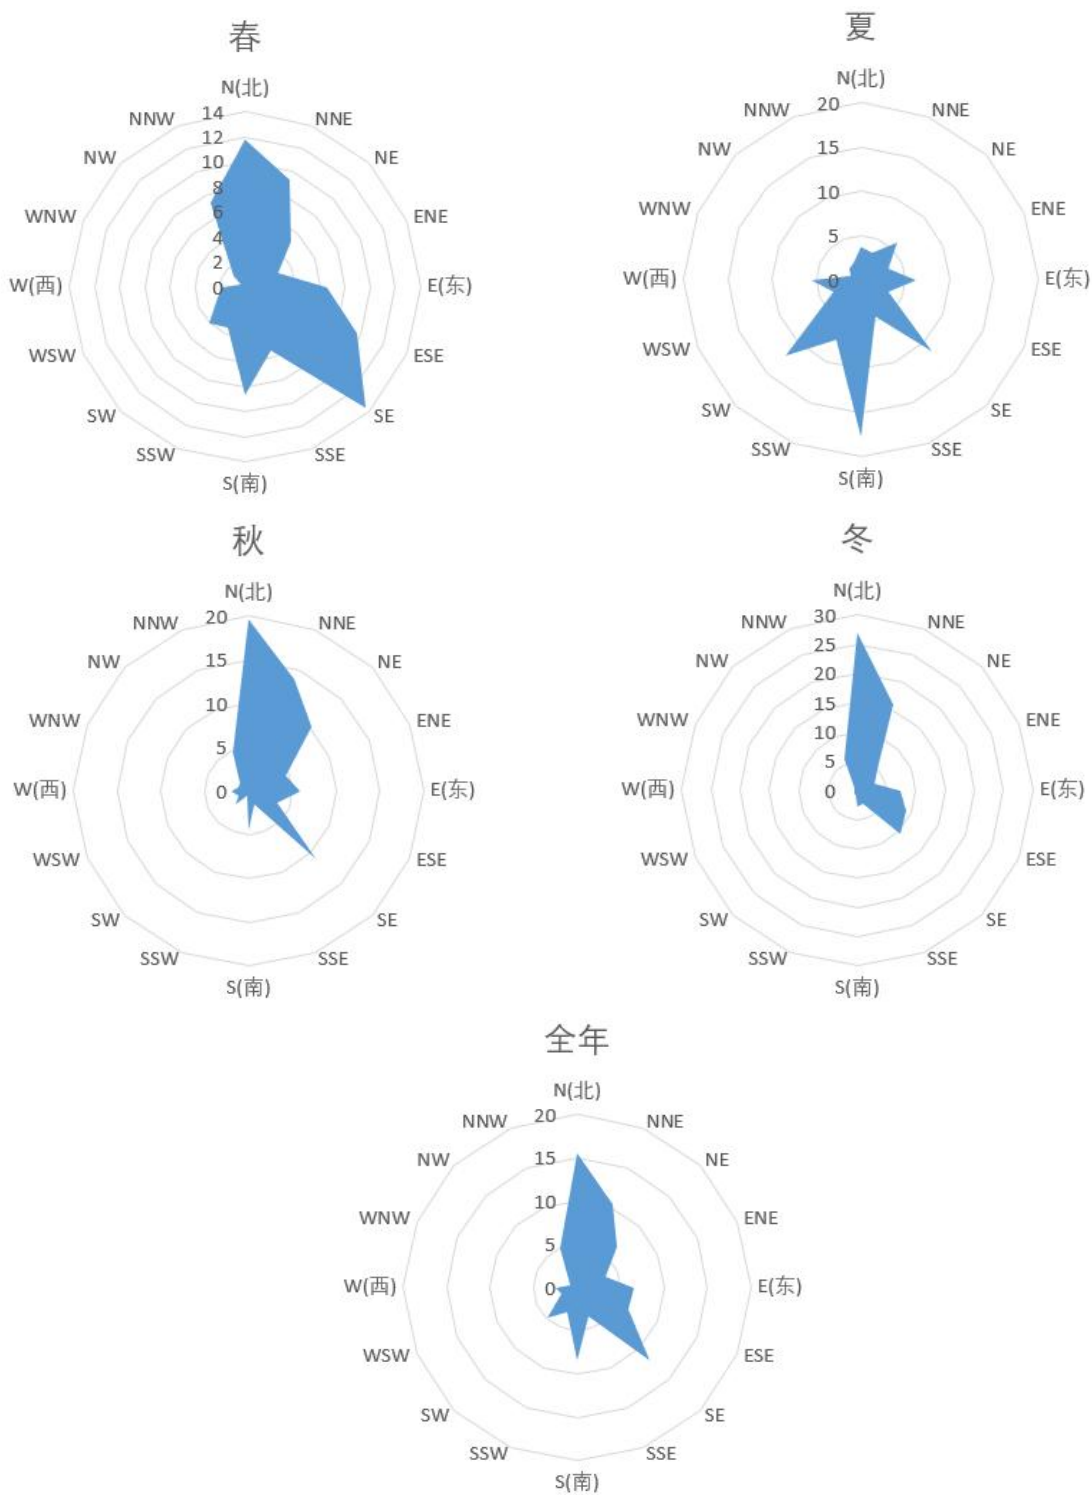 春
N(北)
14
NNW
NNE
12
NW
10
NE
8
WNW
6
ENE
4
2
W(西)
0
E(东)
WSW
ESE
SW
SE
SSW
SSE
S(南)
夏
N(北)
20
NNW
NNE
15
NW
NE
10
WNW
ENE
5
W(西)
0
E(东)
WSW
ESE
SW
SE
SSW
SSE
S(南)
秋
N(北)
20
NNW
NNE
15
NW
NE
10
WNW
ENE
5
W(西)
0
E(东)
WSW
ESE
SW
SE
SSW
SSE
S(南)
冬
N(北)
30
NNW
NNE
25
NW
NE
20
WNW
15
ENE
10
5
W(西)
0
E(东)
WSW
ESE
SW
SE
SSW
SSE
S(南)
全年
N(北)
20
NNW
NNE
15
NW
NE
10
WNW
ENE
5
W(西)
0
E(东)
WSW
ESE
SW
SE
SSW
SSE
S(南)